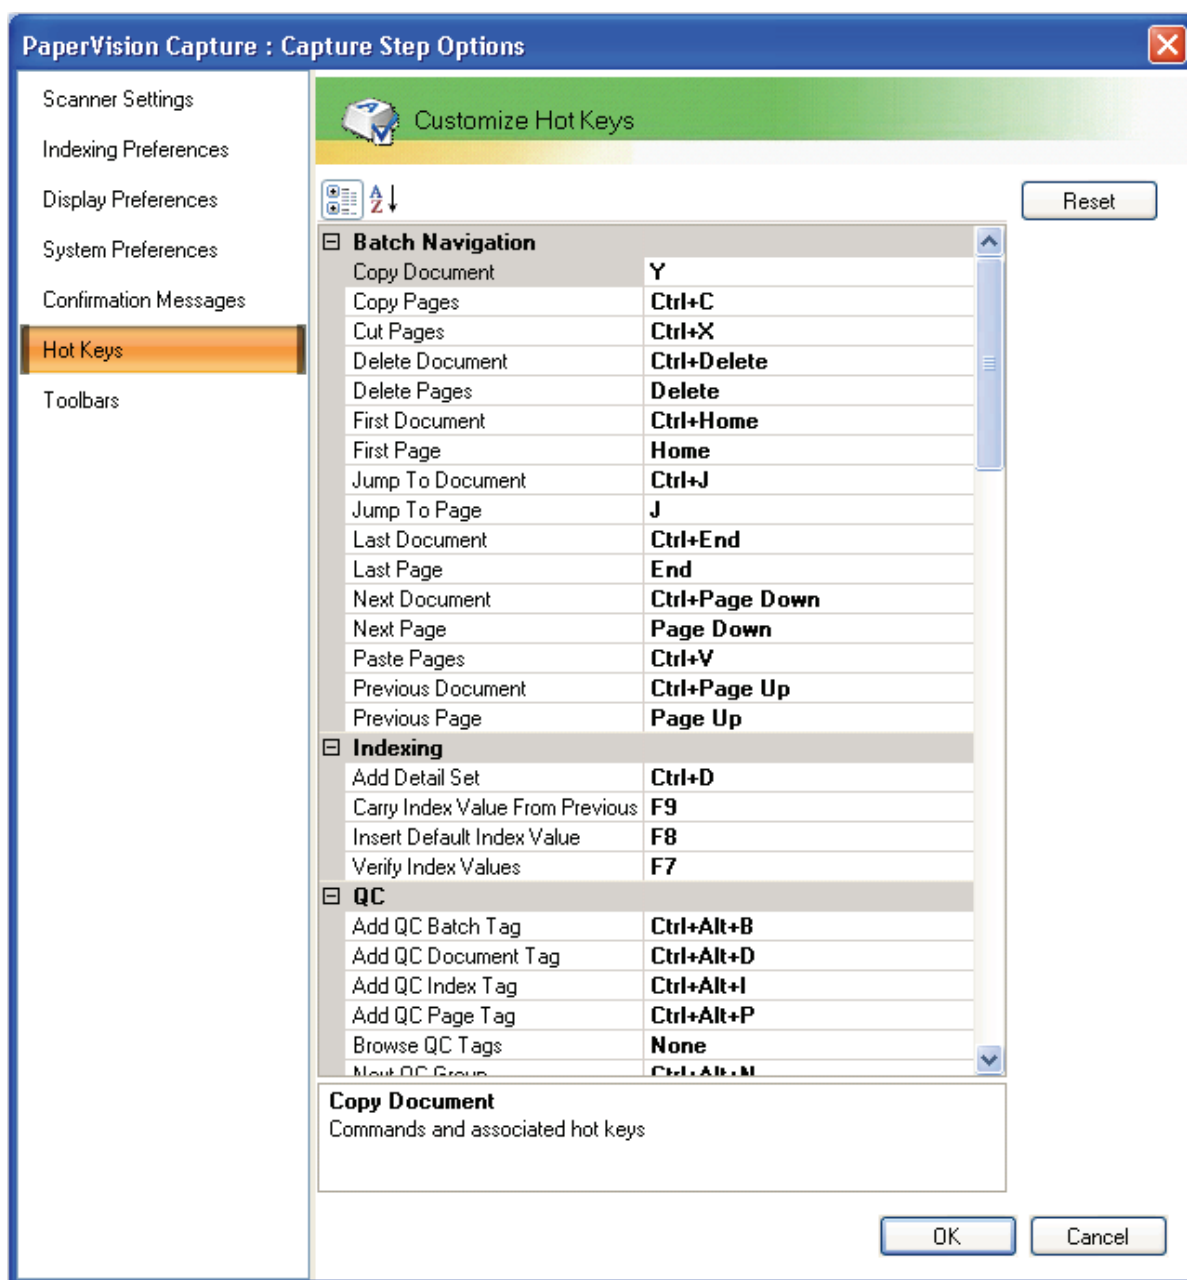 PaperVision Capture : Capture Step Options
Scanner Settings
Indexing Preferences
Display Preferences
System Preferences
Confirmation Messages
Hot Keys
Toolbars
Customize Hot Keys
Reset
Batch Navigation
Copy Document Y
Copy Pages Ctrl+C
Cut Pages Ctrl+X
Delete Document Ctrl+Delete
Delete Pages Delete
First Document Ctrl+Home
First Page Home
Jump To Document Ctrl+J
Jump To Page J
Last Document Ctrl+End
Last Page End
Next Document Ctrl+Page Down
Next Page Page Down
Paste Pages Ctrl+V
Previous Document Ctrl+Page Up
Previous Page Page Up
Indexing
Add Detail Set Ctrl+D
Carry Index Value From Previous F9
Insert Default Index Value F8
Verify Index Values F7
QC
Add QC Batch Tag Ctrl+Alt+B
Add QC Document Tag Ctrl+Alt+D
Add QC Index Tag Ctrl+Alt+I
Add QC Page Tag Ctrl+Alt+P
Browse QC Tags None
Next QC Group Ctrl+Alt+N
Copy Document
Commands and associated hot keys
OK Cancel